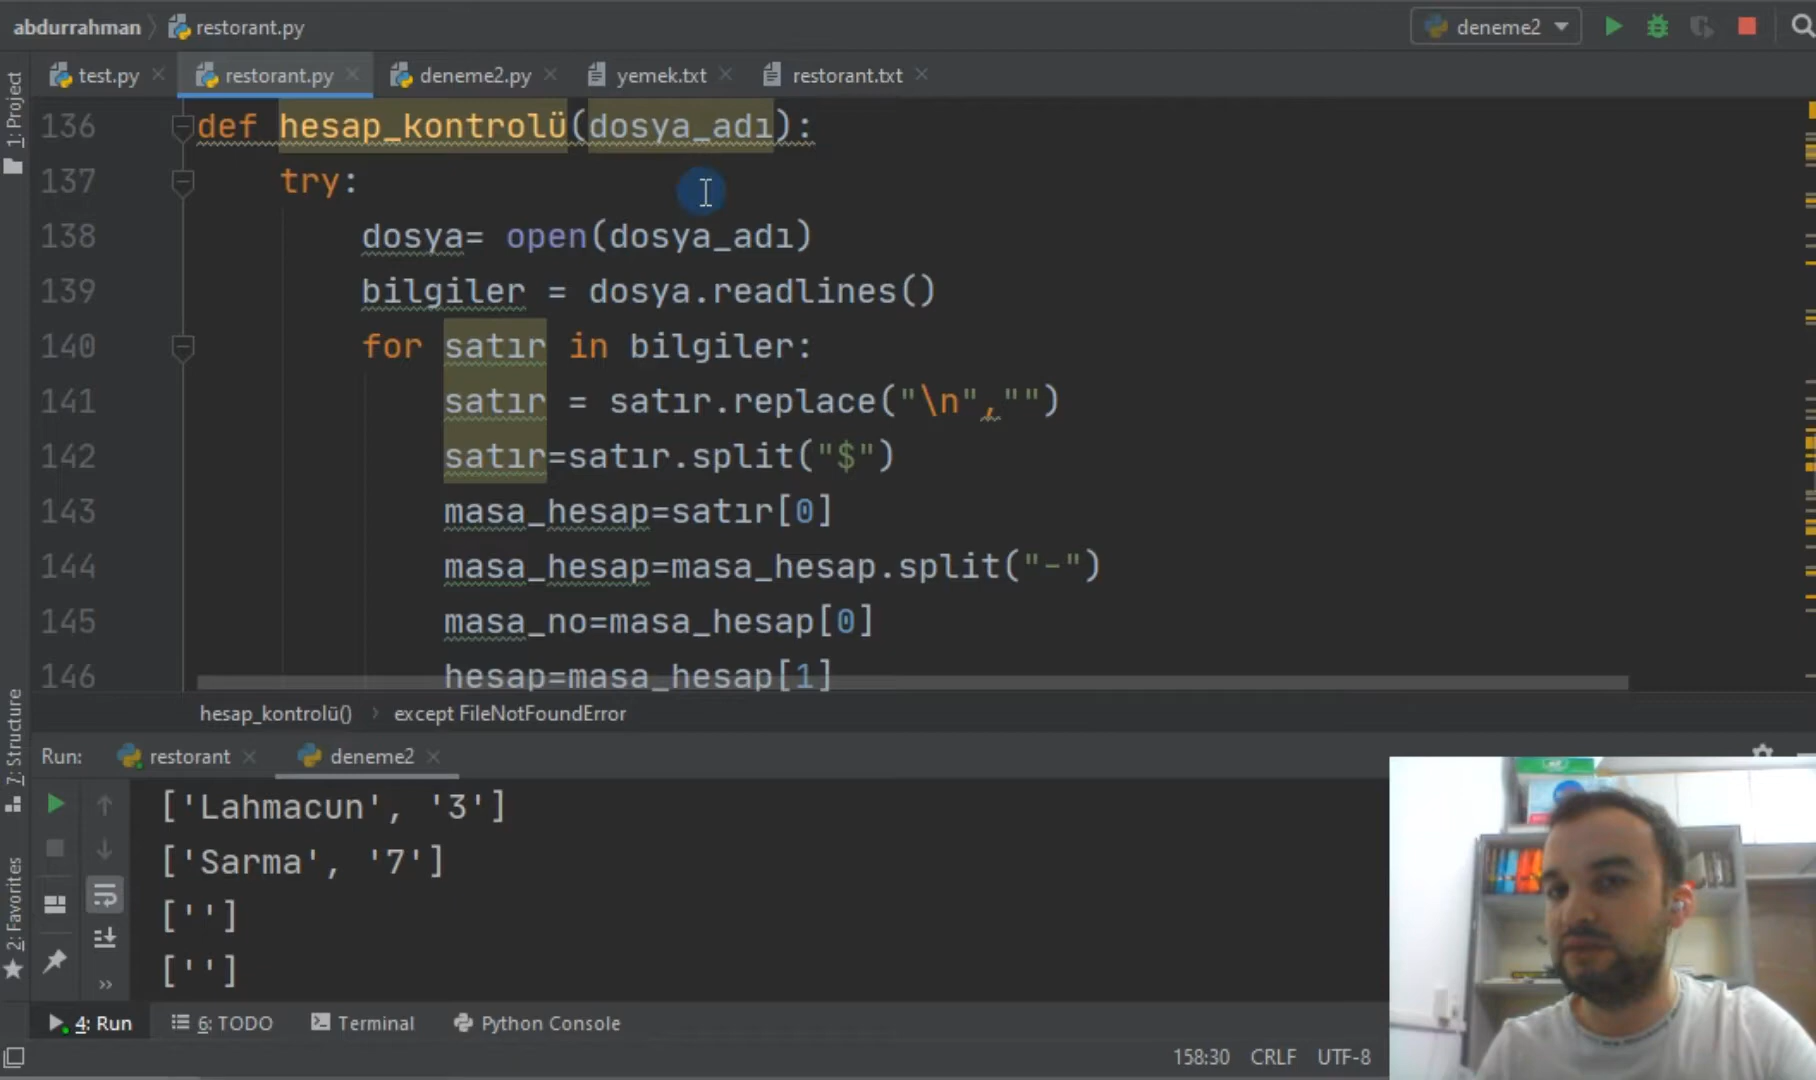 abdurrahman restorant.py deneme2
test.py restorant.py deneme2.py yemek.txt restorant.txt
1: Project
136 def hesap_kontrolü(dosya_adı):
137 try:
138 dosya= open(dosya_adı)
139 bilgiler = dosya.readlines()
140 for satır in bilgiler:
141 satır = satır.replace("\n","")
142 satır=satır.split("$")
143 masa_hesap=satır[0]
144 masa_hesap=masa_hesap.split("-")
145 masa_no=masa_hesap[0]
146 hesap=masa_hesap[1]
7: Structure
hesap_kontrolü() › except FileNotFoundError
Run: restorant deneme2
['Lahmacun', '3']
['Sarma', '7']
['']
['']
2: Favorites
4: Run 6: TODO Terminal Python Console
158:30 CRLF UTF-8